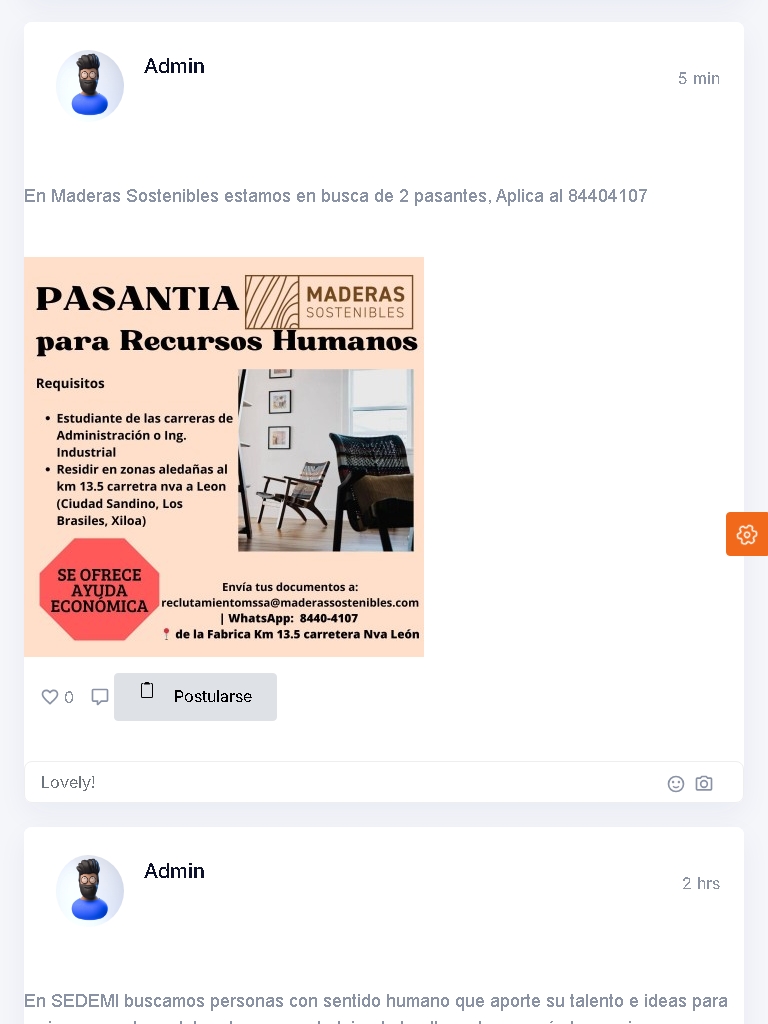 Admin
5 min
En Maderas Sostenibles estamos en busca de 2 pasantes, Aplica al 84404107
PASANTIA
MADERAS
SOSTENIBLES
para Recursos Humanos
Requisitos
• Estudiante de las carreras de
Administración o Ing.
Industrial
• Residir en zonas aledañas al
km 13.5 carretra nva a Leon
(Ciudad Sandino, Los
Brasiles, Xiloa)
SE OFRECE
AYUDA
ECONÓMICA
Envía tus documentos a:
reclutamientomssa@maderassostenibles.com
| WhatsApp: 8440-4107
de la Fabrica Km 13.5 carretera Nva León
0
Postularse
Lovely!
Admin
2 hrs
En SEDEMI buscamos personas con sentido humano que aporte su talento e ideas para